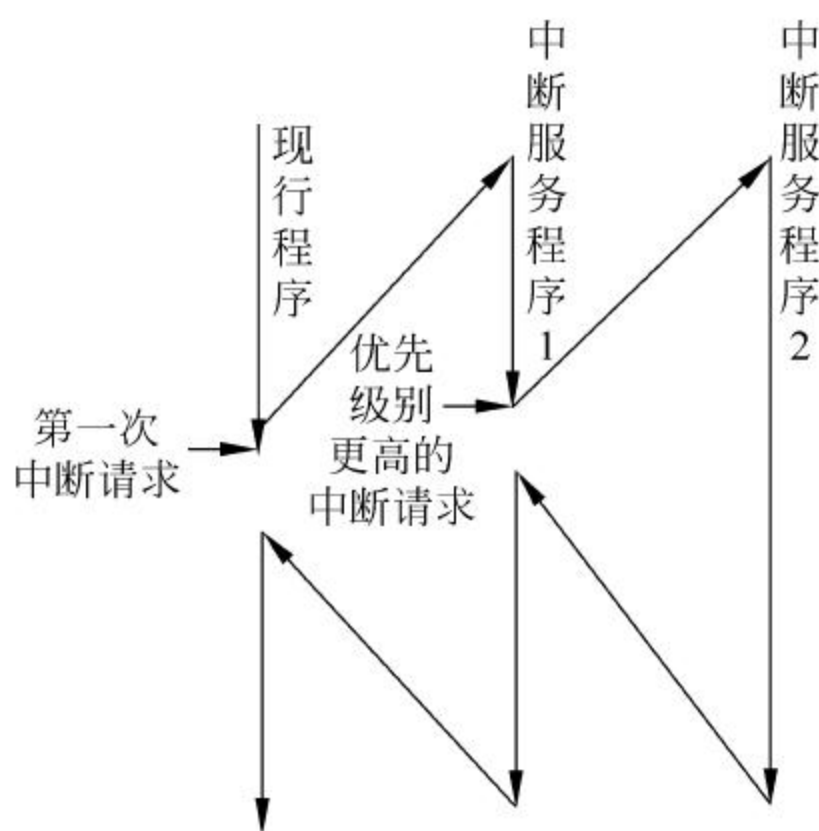 现行程序
中断服务程序1
中断服务程序2
第一次
中断请求
优先
级别
更高的
中断请求